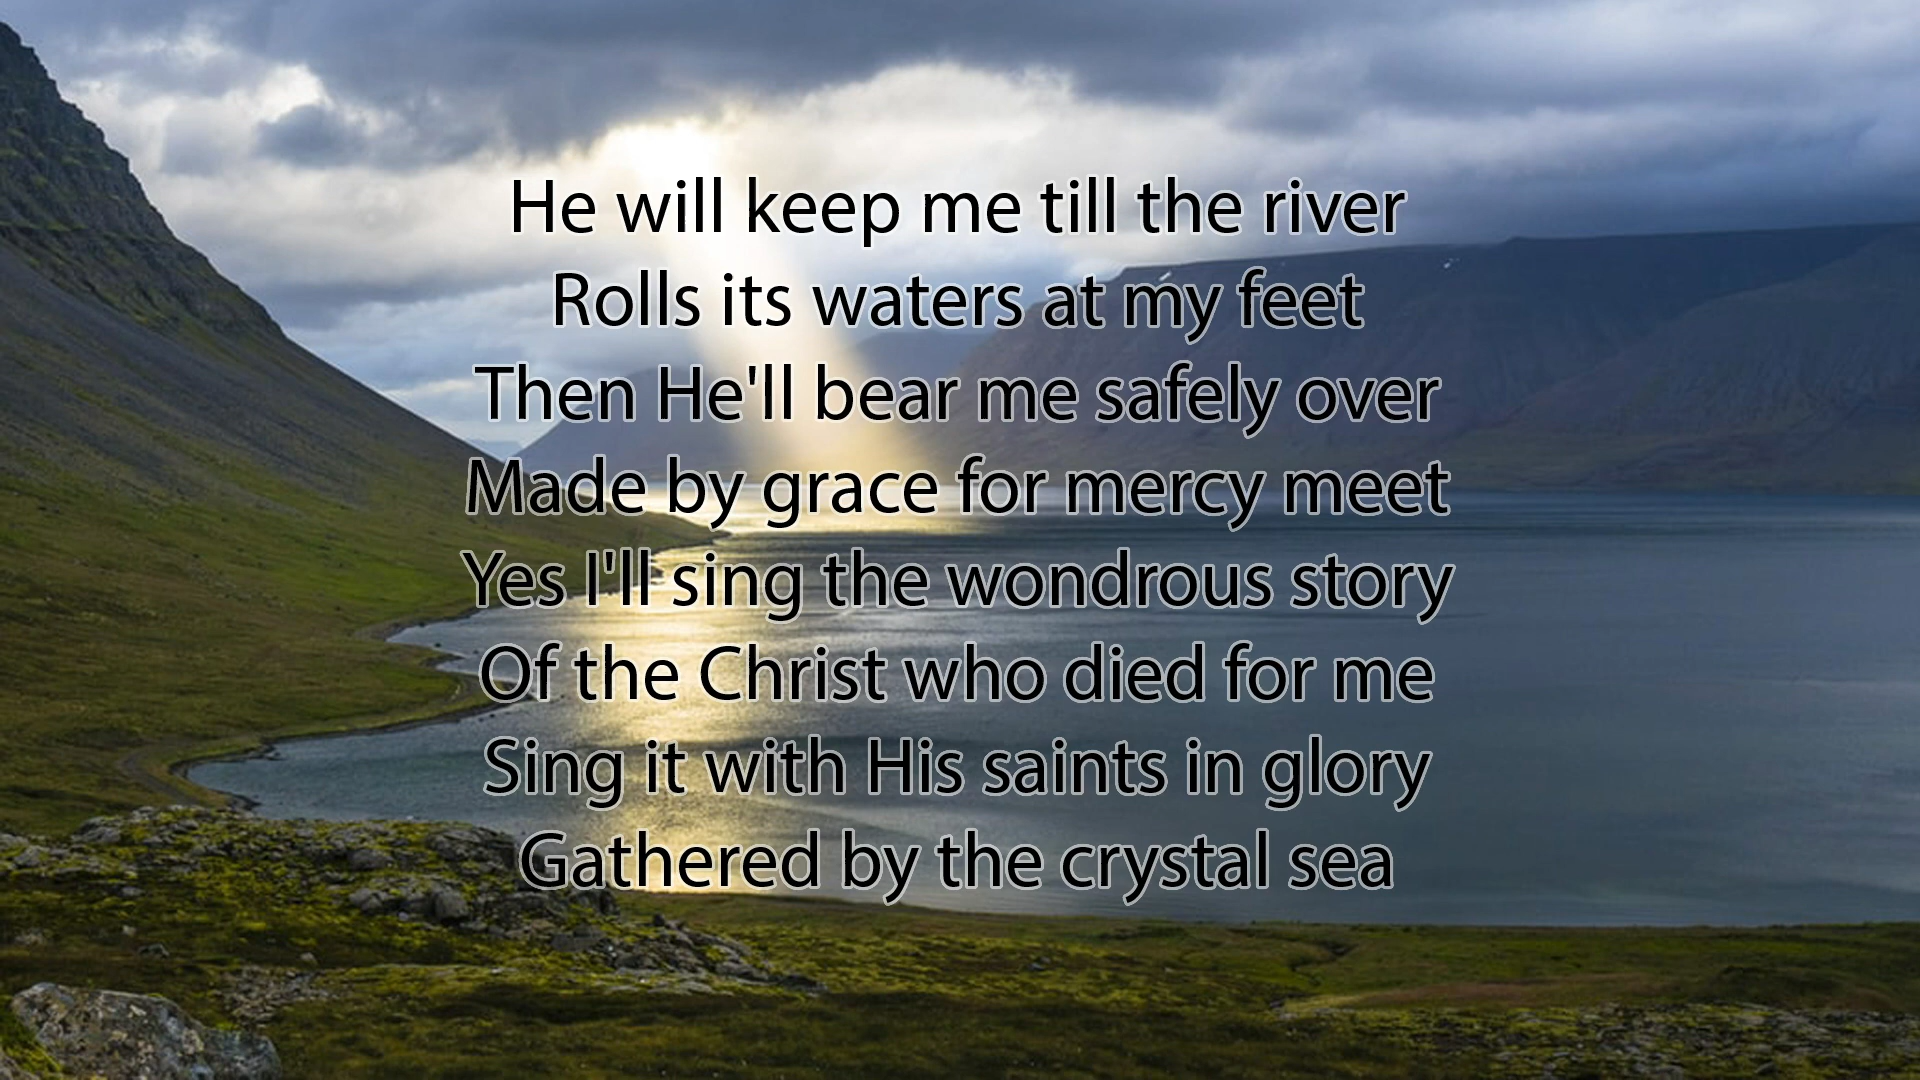 He will keep me till the river
Rolls its waters at my feet
Then He'll bear me safely over
Made by grace for mercy meet
Yes I'll sing the wondrous story
Of the Christ who died for me
Sing it with His saints in glory
Gathered by the crystal sea